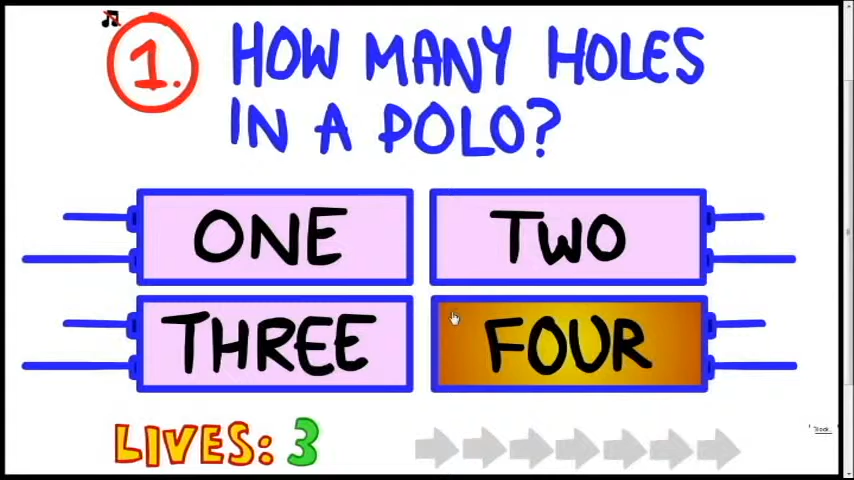 1. HOW MANY HOLES
IN A POLO?
ONE
TWO
THREE
FOUR
LIVES: 3